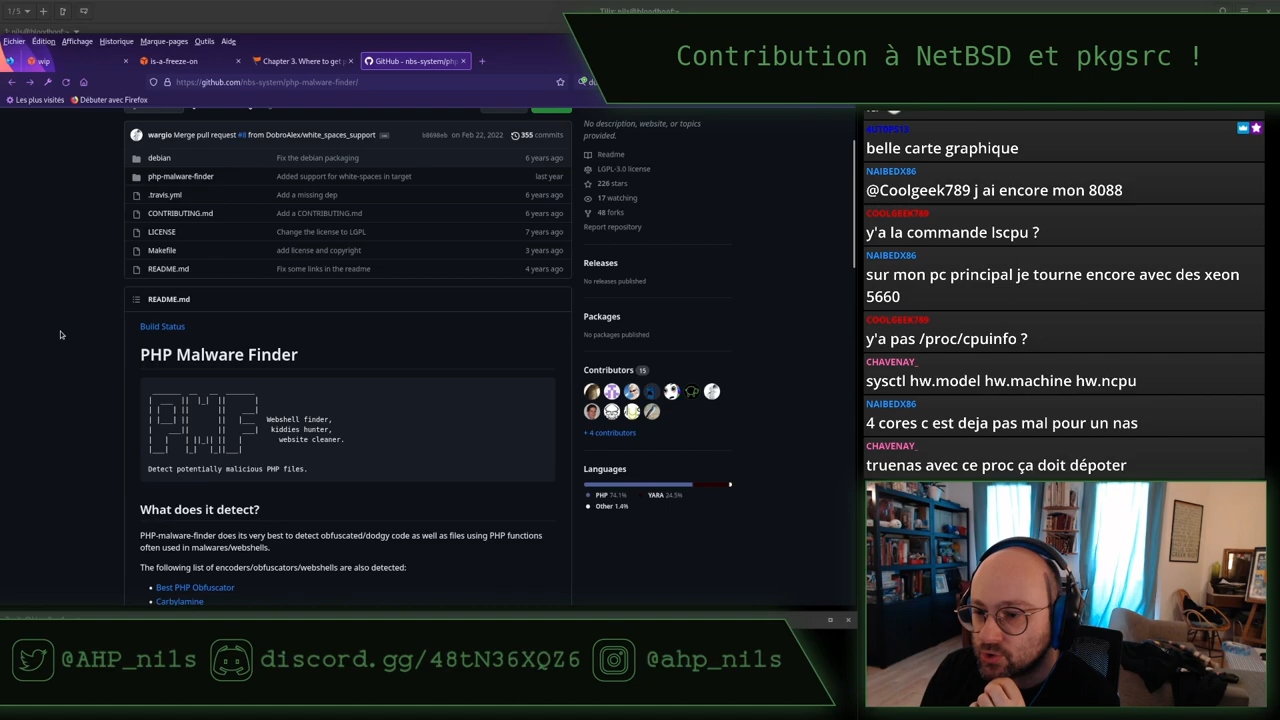 1/5
Tilix: nils@bloodhoof:~
2: nils@bloodhoof:~
Contribution à NetBSD et pkgsrc !
Fichier Édition Affichage Historique Marque-pages Outils Aide
wip
is-a-freeze-on
Chapter 3. Where to get p
GitHub - nbs-system/php
https://github.com/nbs-system/php-malware-finder/
Les plus visités Débuter avec Firefox
wargio Merge pull request #8 from DobroAlex/white_spaces_support
on Feb 22, 2022
355 commits
debian Fix the debian packaging 6 years ago
php-malware-finder Added support for white-spaces in target last year
.travis.yml Add a missing dep 6 years ago
CONTRIBUTING.md Add a CONTRIBUTING.md 6 years ago
LICENSE Change the license to LGPL 7 years ago
Makefile add license and copyright 3 years ago
README.md Fix some links in the readme 4 years ago
README.md
Build Status
PHP Malware Finder
Webshell finder,
kiddies hunter,
website cleaner.
Detect potentially malicious PHP files.
What does it detect?
PHP-malware-finder does its very best to detect obfuscated/dodgy code as well as files using PHP functions
often used in malwares/webshells.
The following list of encoders/obfuscators/webshells are also detected:
Best PHP Obfuscator
Carbylamine
No description, website, or topics
provided.
Readme
LGPL-3.0 license
226 stars
17 watching
48 forks
Report repository
Releases
No releases published
Packages
No packages published
Contributors 15
+ 4 contributors
Languages
PHP 74.1% YARA 24.5%
Other 1.4%
belle carte graphique
NAIBEDX86
@Coolgeek789 j ai encore mon 8088
COOLGEEK789
y'a la commande lscpu ?
NAIBEDX86
sur mon pc principal je tourne encore avec des xeon
5660
COOLGEEK789
y'a pas /proc/cpuinfo ?
CHAVENAY_
sysctl hw.model hw.machine hw.ncpu
NAIBEDX86
4 cores c est deja pas mal pour un nas
CHAVENAY_
truenas avec ce proc ça doit dépoter
@AHP_nils
discord.gg/48tN36XQZ6
@ahp_nils